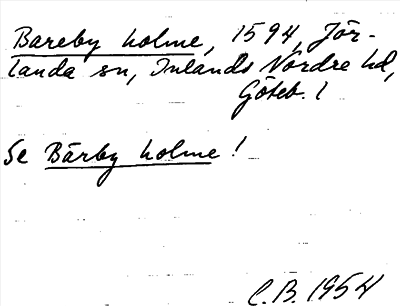 Bareby holme, 1594, Jör-
landa sn, Inlands Nordre hd,
Göteb. l
Se Bärby holme!
C.B. 1954